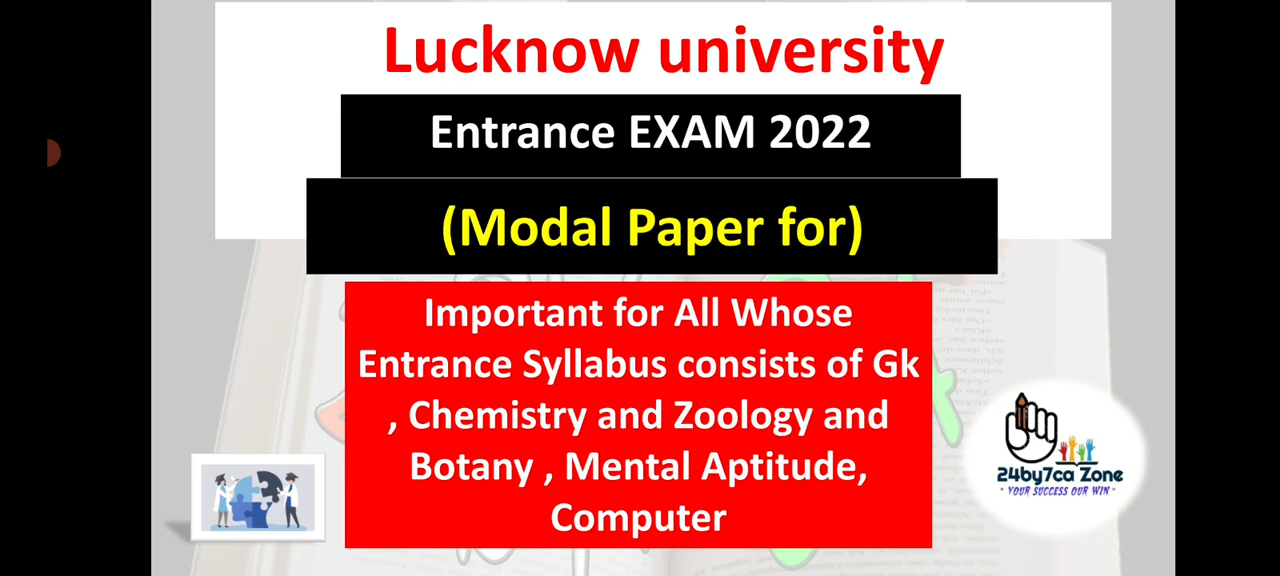 Lucknow university
Entrance EXAM 2022
(Modal Paper for)
Important for All Whose
Entrance Syllabus consists of Gk
, Chemistry and Zoology and
Botany , Mental Aptitude,
Computer
24by7ca Zone
- YOUR SUCCESS OUR WIN -